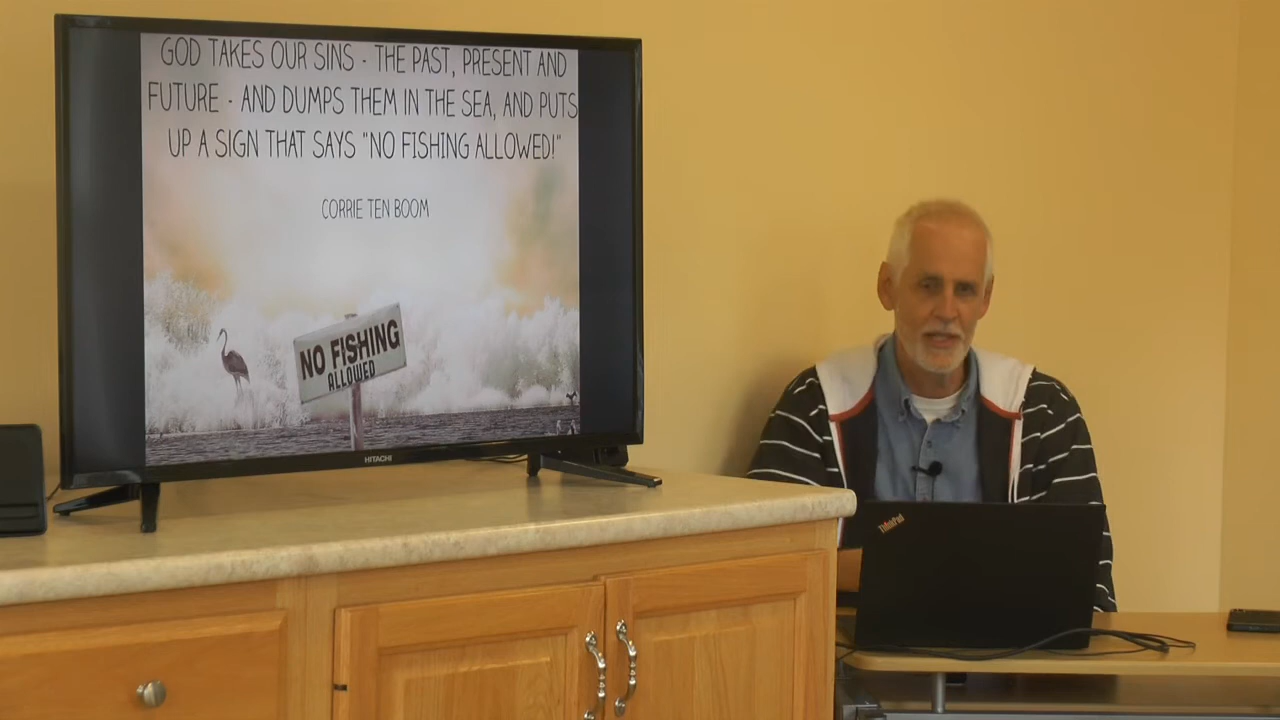 GOD TAKES OUR SINS - THE PAST, PRESENT AND
FUTURE - AND DUMPS THEM IN THE SEA, AND PUTS
UP A SIGN THAT SAYS "NO FISHING ALLOWED!"
CORRIE TEN BOOM
NO FISHING
ALLOWED
HITACHI
ThinkPad